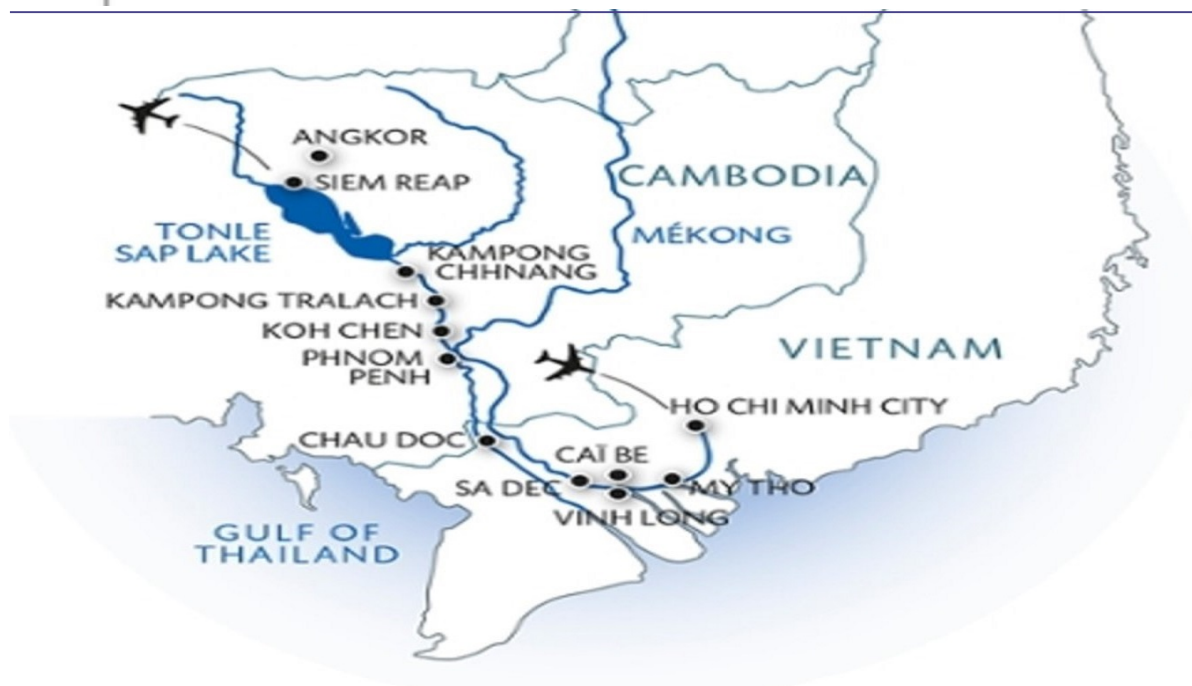 ANGKOR
SIEM REAP
CAMBODIA
TONLE
SAP LAKE
MÉKONG
KAMPONG
CHHNANG
KAMPONG TRALACH
KOH CHEN
PHNOM
PENH
VIETNAM
HO CHI MINH CITY
CHAU DOC
CAÏ BE
SA DEC
MY THO
VINH LONG
GULF OF
THAILAND